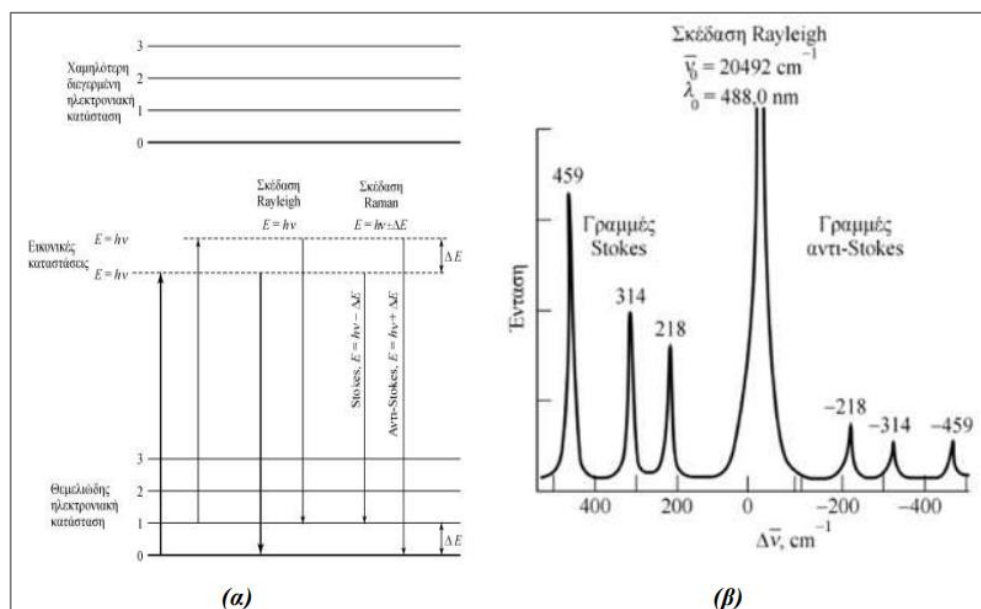 3
Χαμηλότερη
διεγερμένη
ηλεκτρονιακή
κατάσταση
2
1
0
Σκέδαση
Rayleigh
E = hν
Σκέδαση
Raman
E = hν±ΔE
Εικονικές
καταστάσεις
E = hν
E = hν
ΔE
Stokes, E = hν − ΔE
Αντι-Stokes, E = hν + ΔE
3
2
Θεμελιώδης
ηλεκτρονιακή
κατάσταση
1
0
ΔE
(α)
Σκέδαση Rayleigh
ν̅₀ = 20492 cm⁻¹
λ₀ = 488,0 nm
459
314
218
Γραμμές
Stokes
Γραμμές
αντι-Stokes
−218
−314
−459
Ένταση
400 200 0 −200 −400
Δν̅, cm⁻¹
(β)